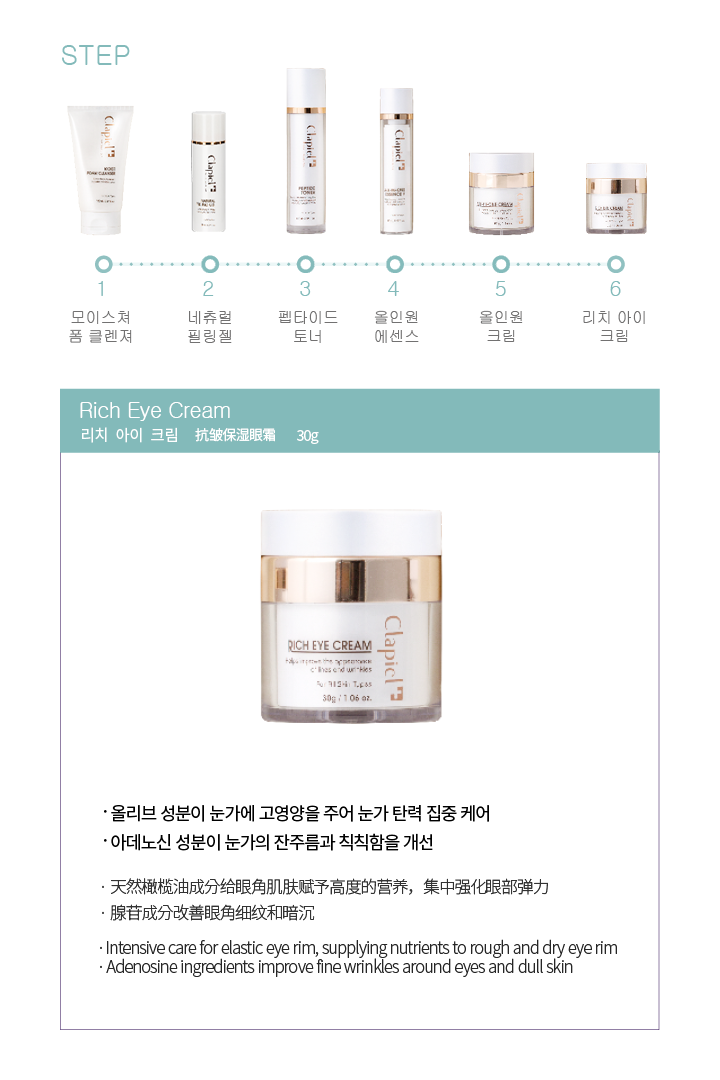 STEP
Clapiel
Clapiel
Clapiel
PEPTIDE
TONER
Clapiel
Clapiel
Clapiel
1
2
3
4
5
6
모이스쳐
폼 클렌져
네츄럴
필링젤
펩타이드
토너
올인원
에센스
올인원
크림
리치 아이
크림
Rich Eye Cream
리치 아이 크림 抗皱保湿眼霜 30g
Clapiel
RICH EYE CREAM
Helps improve the appearance
of lines and wrinkles
For All Skin Types
30g / 1.06 oz.
· 올리브 성분이 눈가에 고영양을 주어 눈가 탄력 집중 케어
· 아데노신 성분이 눈가의 잔주름과 칙칙함을 개선
· 天然橄榄油成分给眼角肌肤赋予高度的营养，集中强化眼部弹力
· 腺苷成分改善眼角细纹和暗沉
· Intensive care for elastic eye rim, supplying nutrients to rough and dry eye rim
· Adenosine ingredients improve fine wrinkles around eyes and dull skin